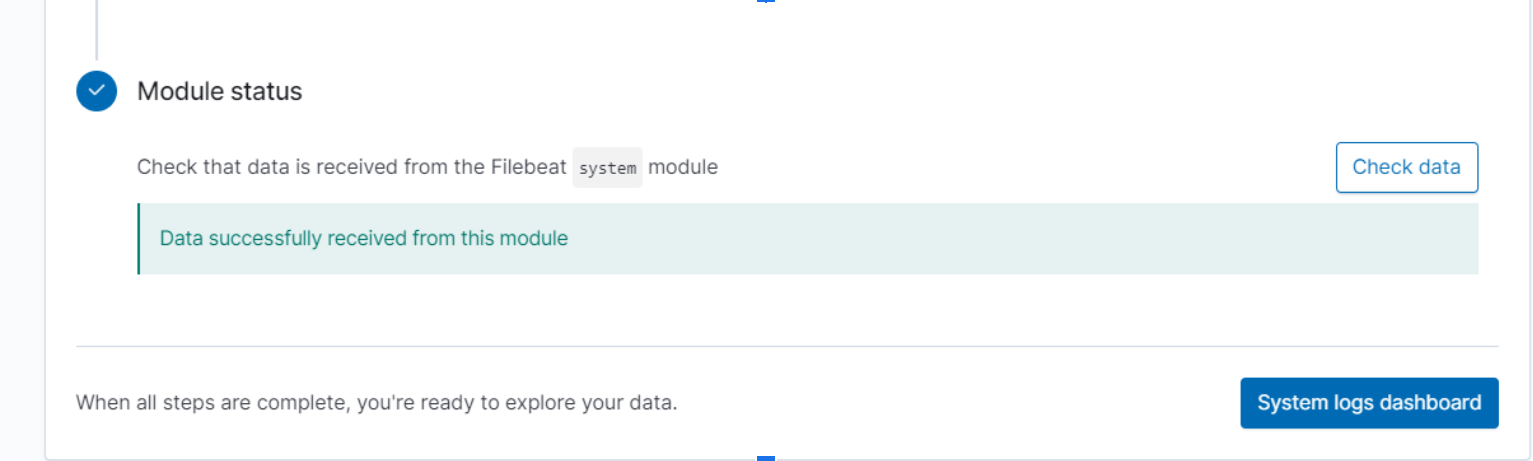 Module status
Check that data is received from the Filebeat system module
Check data
Data successfully received from this module
When all steps are complete, you're ready to explore your data.
System logs dashboard